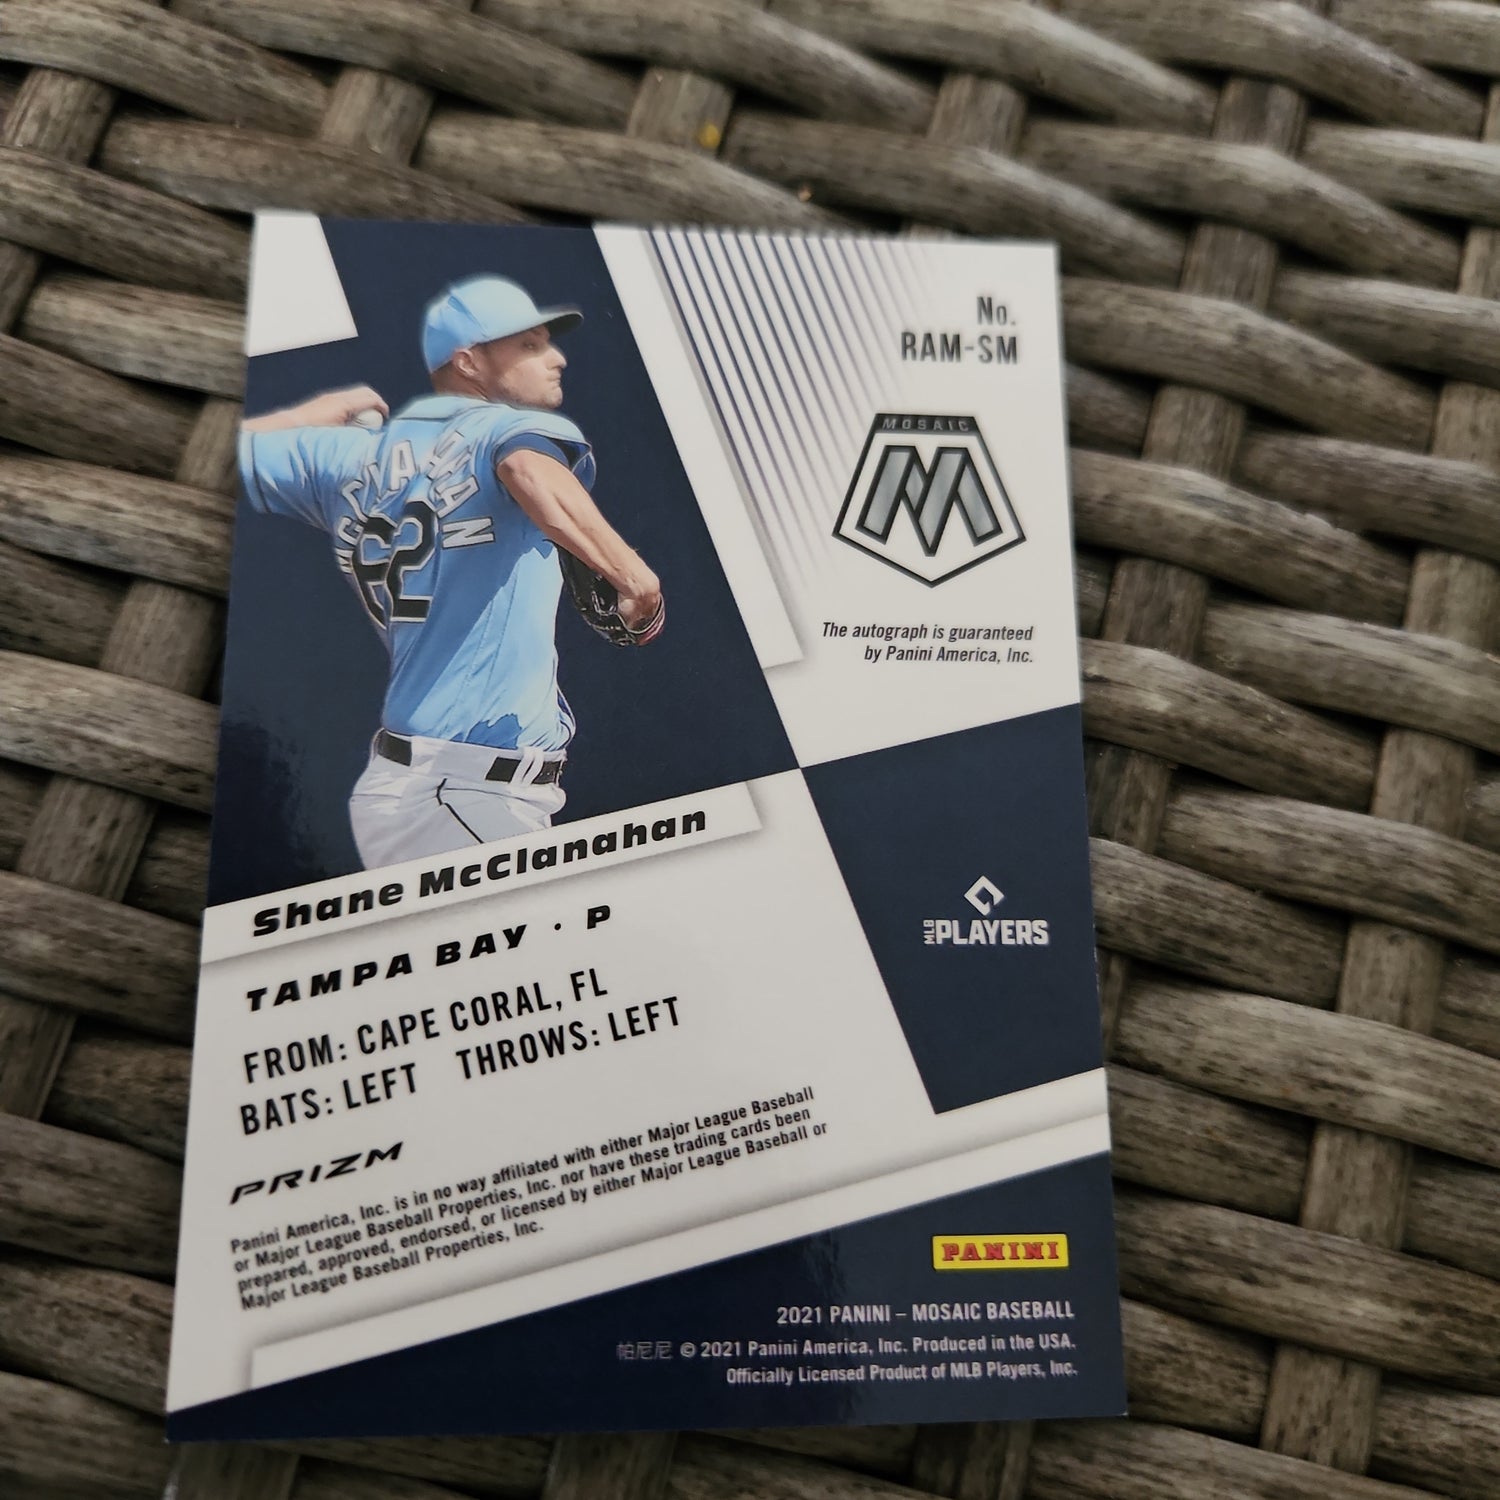 No.
RAM-SM
MOSAIC
M
The autograph is guaranteed
by Panini America, Inc.
McCLANAHAN
62
Shane McClanahan
TAMPA BAY · P
FROM: CAPE CORAL, FL
BATS: LEFT THROWS: LEFT
MLB PLAYERS
PRIZM
Panini America, Inc. is in no way affiliated with either Major League Baseball
or Major League Baseball Properties, Inc. nor have these trading cards been
prepared, approved, endorsed, or licensed by either Major League Baseball or
Major League Baseball Properties, Inc.
PANINI
2021 PANINI – MOSAIC BASEBALL
帕尼尼 © 2021 Panini America, Inc. Produced in the USA.
Officially Licensed Product of MLB Players, Inc.